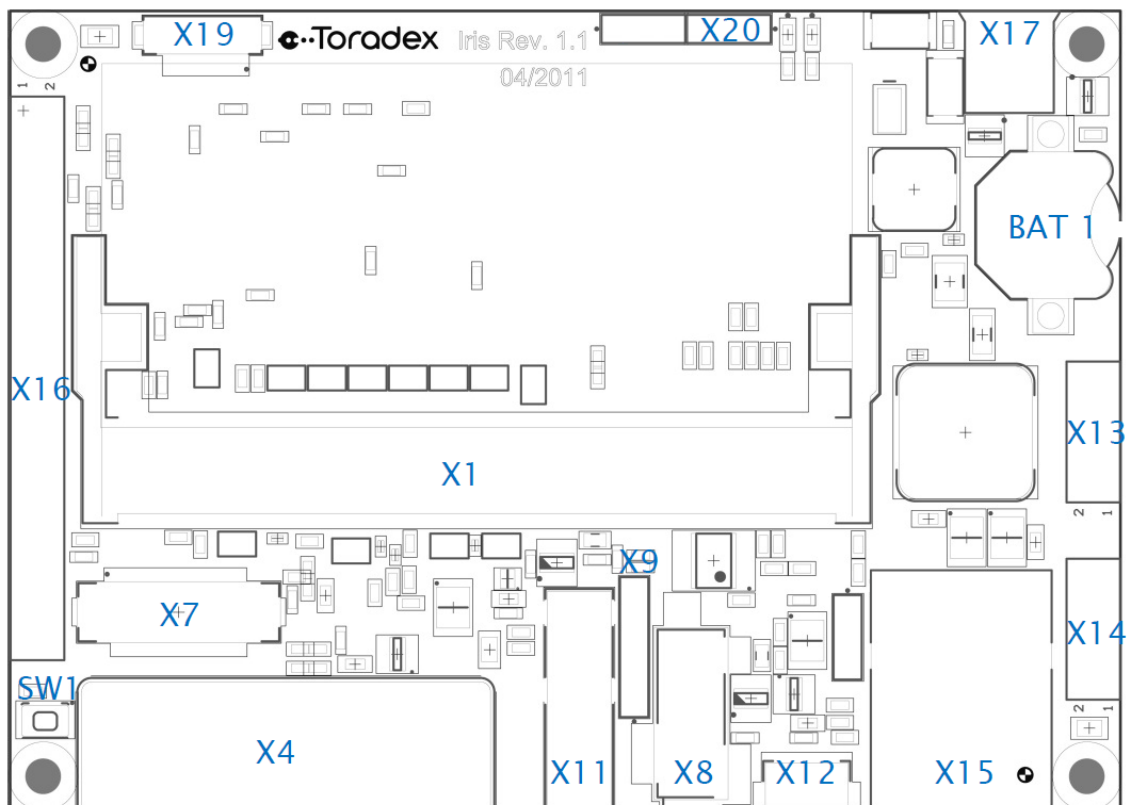 X19
Toradex
Iris Rev. 1.1
04/2011
X20
X17
1 2
BAT 1
X16
X13
X1
2 1
X9
X7
X14
SW1
2 1
X4
X11
X8
X12
X15